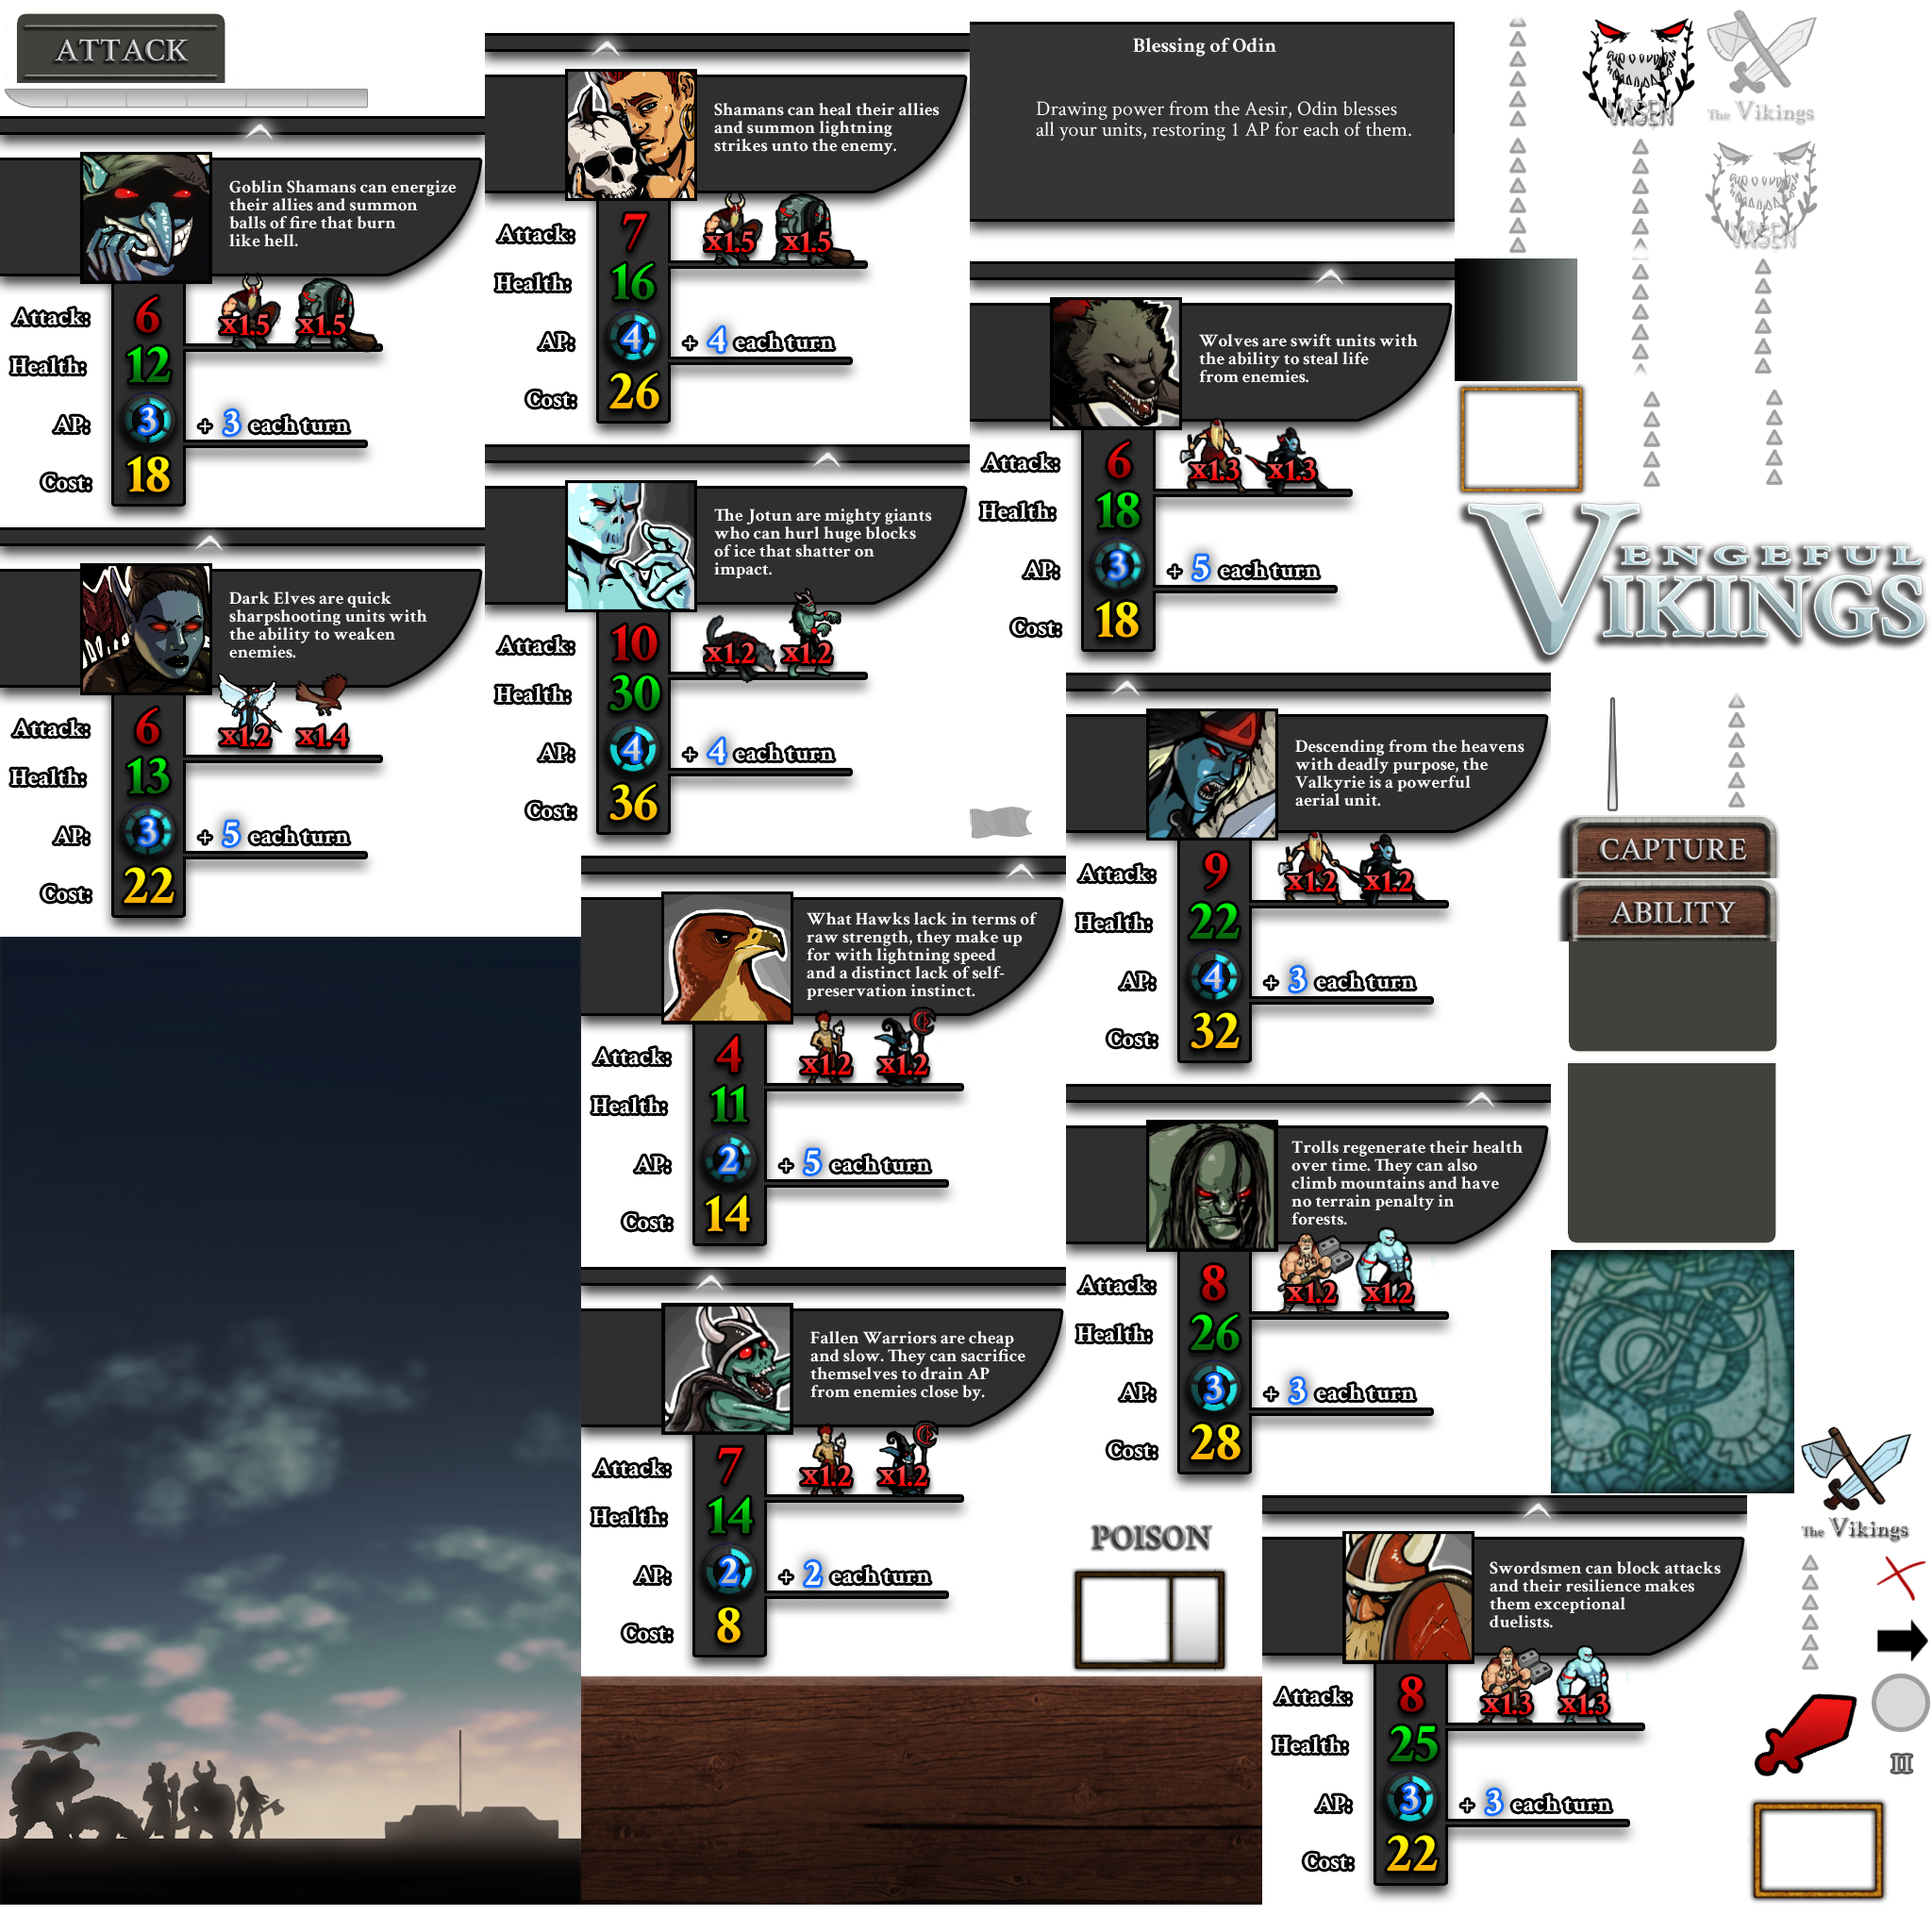 ATTACK
Goblin Shamans can energize
their allies and summon
balls of fire that burn
like hell.
Attack: 6 x1.5 x1.5
Health: 12
AP: 3 + 3 each turn
Cost: 18
Dark Elves are quick
sharpshooting units with
the ability to weaken
enemies.
Attack: 6 x1.2 x1.4
Health: 13
AP: 3 + 5 each turn
Cost: 22
Shamans can heal their allies
and summon lightning
strikes unto the enemy.
Attack: 7 x1.5 x1.5
Health: 16
AP: 4 + 4 each turn
Cost: 26
The Jotun are mighty giants
who can hurl huge blocks
of ice that shatter on
impact.
Attack: 10 x1.2 x1.2
Health: 30
AP: 4 + 4 each turn
Cost: 36
What Hawks lack in terms of
raw strength, they make up
for with lightning speed
and a distinct lack of self-
preservation instinct.
Attack: 4 x1.2 x1.2
Health: 11
AP: 2 + 5 each turn
Cost: 14
Fallen Warriors are cheap
and slow. They can sacrifice
themselves to drain AP
from enemies close by.
Attack: 7 x1.2 x1.2
Health: 14
AP: 2 + 2 each turn
Cost: 8
Blessing of Odin
Drawing power from the Aesir, Odin blesses
all your units, restoring 1 AP for each of them.
Wolves are swift units with
the ability to steal life
from enemies.
Attack: 6 x1.3 x1.3
Health: 18
AP: 3 + 5 each turn
Cost: 18
Descending from the heavens
with deadly purpose, the
Valkyrie is a powerful
aerial unit.
Attack: 9 x1.2 x1.2
Health: 22
AP: 4 + 3 each turn
Cost: 32
Trolls regenerate their health
over time. They can also
climb mountains and have
no terrain penalty in
forests.
Attack: 8 x1.2 x1.2
Health: 26
AP: 3 + 3 each turn
Cost: 28
POISON
Swordsmen can block attacks
and their resilience makes
them exceptional
duelists.
Attack: 8 x1.3 x1.3
Health: 25
AP: 3 + 3 each turn
Cost: 22
VÄSEN
The Vikings
VÄSEN
VENGEFUL
VIKINGS
CAPTURE
ABILITY
The Vikings
II